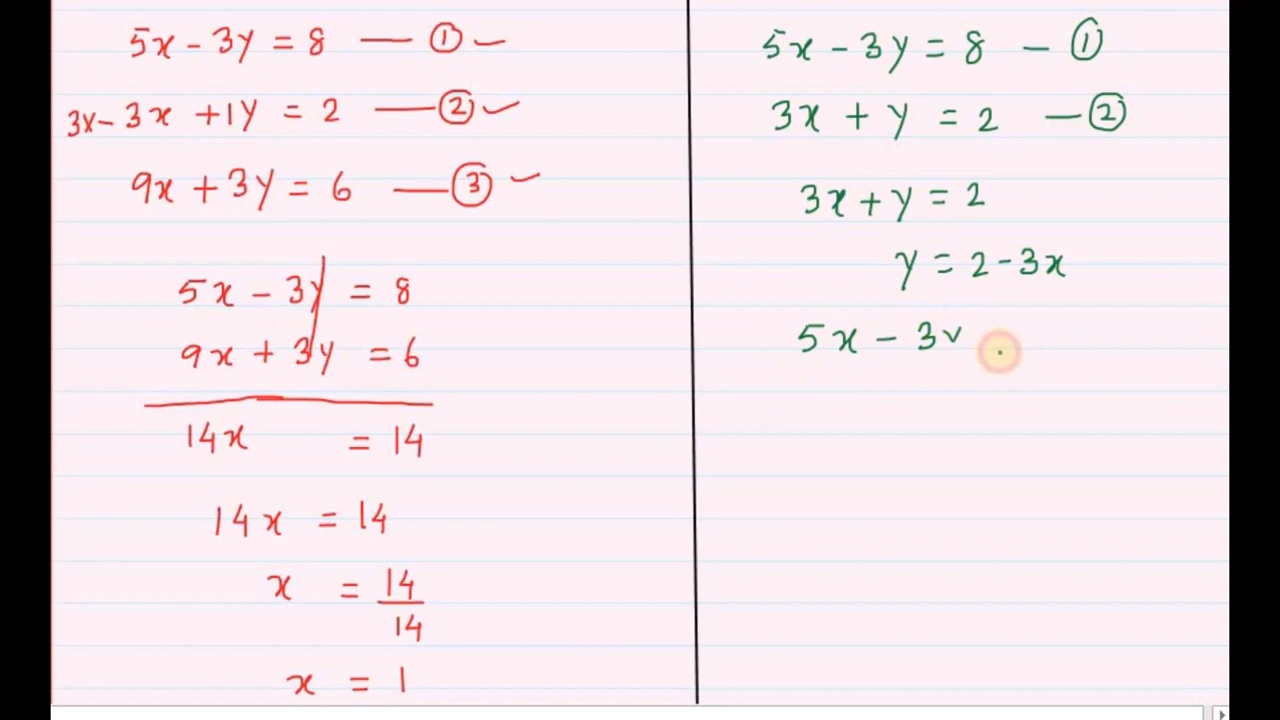 5x - 3y = 8 — ①
3x- 3x + 1y = 2 — ②
9x + 3y = 6 — ③
5x - 3y = 8
9x + 3y = 6
14x = 14
14x = 14
x = 14/14
x = 1
5x - 3y = 8 - ①
3x + y = 2 — ②
3x + y = 2
y = 2 - 3x
5x - 3v